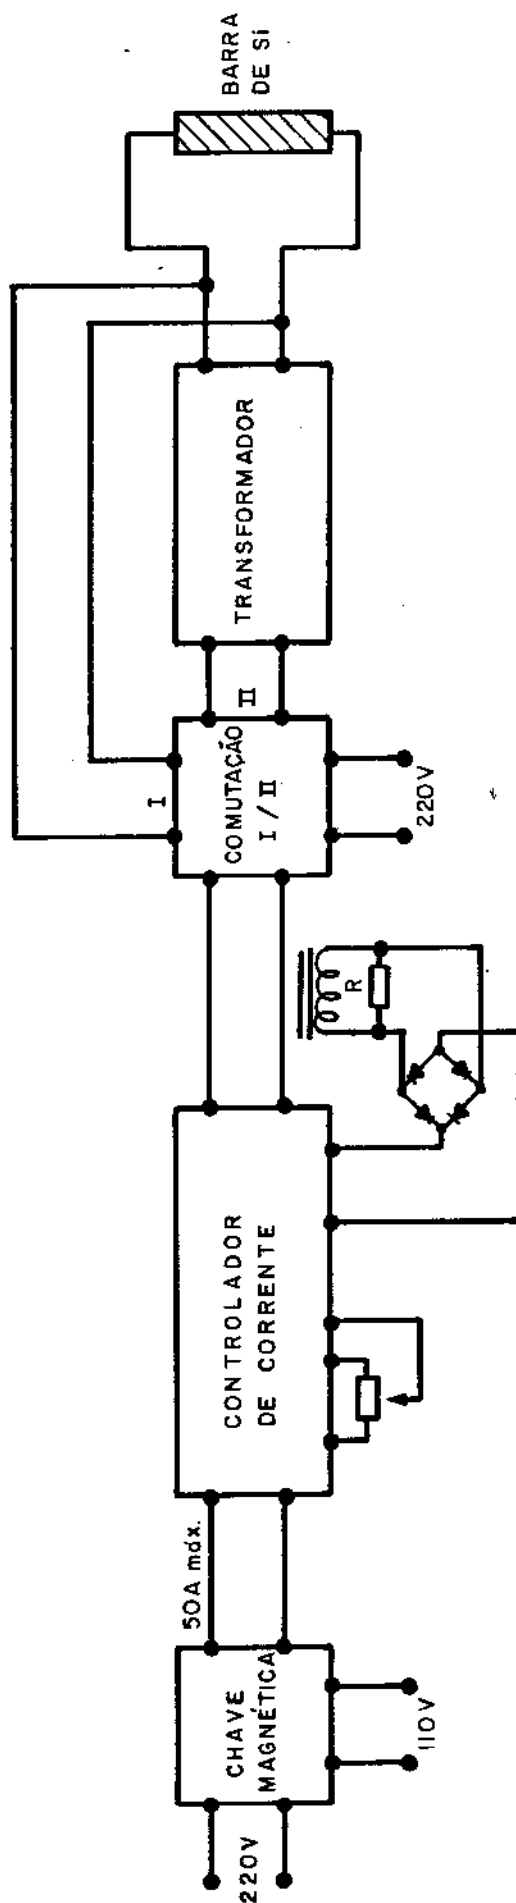 220V
CHAVE
MAGNÉTICA
110V
50A máx.
CONTROLADOR
DE CORRENTE
R
COMUTAÇÃO
I / II
I
II
220V
TRANSFORMADOR
BARRA
DE Si